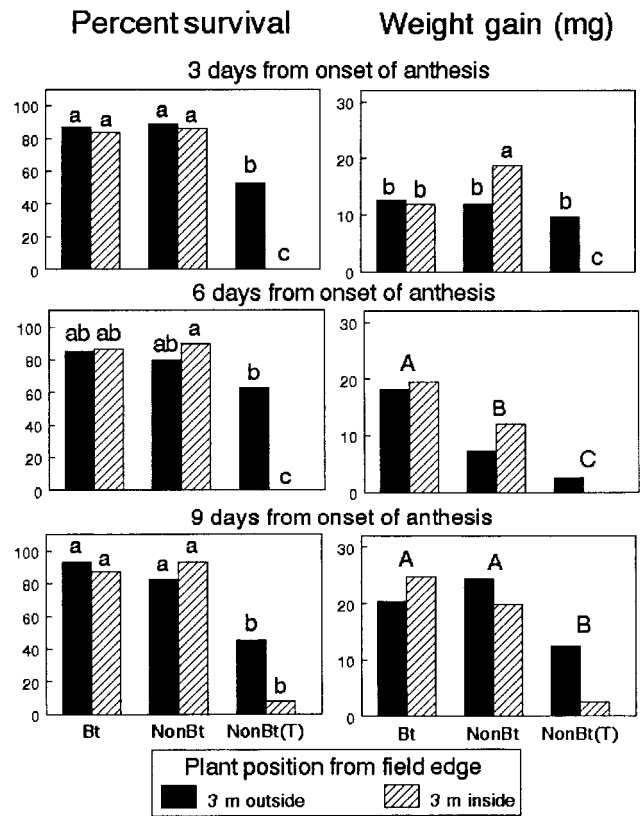 Percent survival Weight gain (mg)
3 days from onset of anthesis
100
80
60
40
20
0
a a a a b c
30
20
10
0
b b b a b c
6 days from onset of anthesis
100
80
60
40
20
0
ab ab ab a b c
30
20
10
0
A B C
9 days from onset of anthesis
100
80
60
40
20
0
a a a a b b
30
20
10
0
A A B
Bt NonBt NonBt(T)
Bt NonBt NonBt(T)
Plant position from field edge
3 m outside 3 m inside